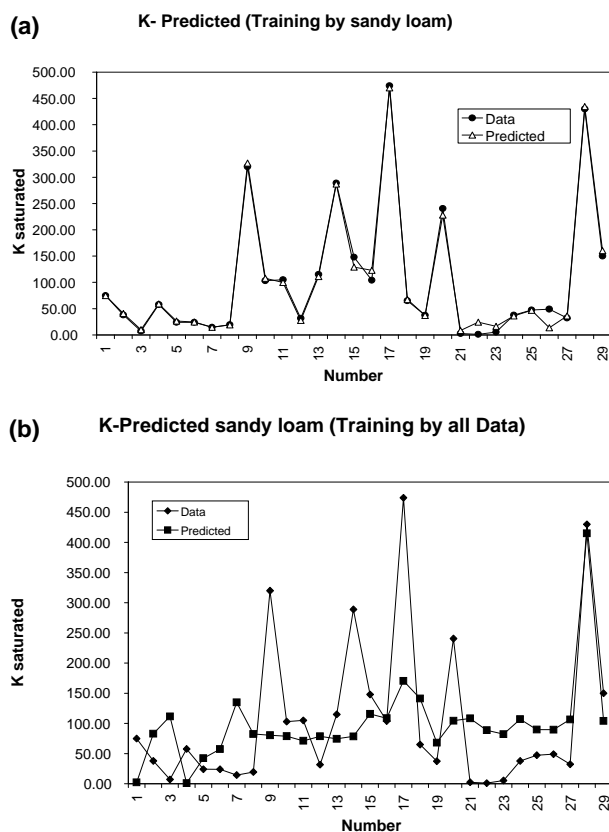 (a)
K- Predicted (Training by sandy loam)
500.00
450.00
400.00
350.00
300.00
250.00
200.00
150.00
100.00
50.00
0.00
K saturated
Data
Predicted
1 3 5 7 9 11 13 15 17 19 21 23 25 27 29
Number
(b)
K-Predicted sandy loam (Training by all Data)
500.00
450.00
400.00
350.00
300.00
250.00
200.00
150.00
100.00
50.00
0.00
K saturated
Data
Predicted
1 3 5 7 9 11 13 15 17 19 21 23 25 27 29
Number